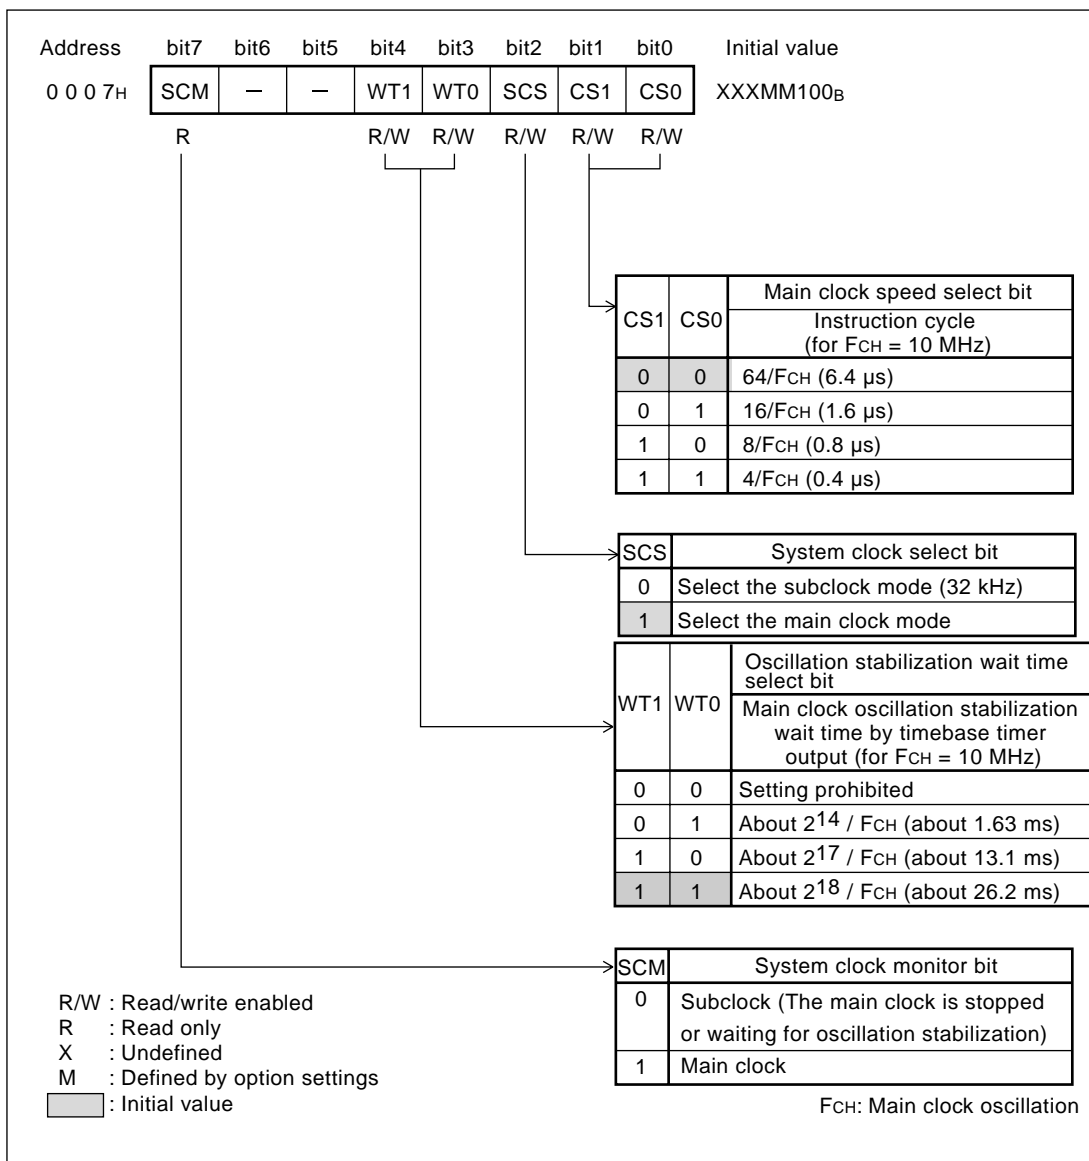 Address bit7 bit6 bit5 bit4 bit3 bit2 bit1 bit0 Initial value
0 0 0 7H SCM — — WT1 WT0 SCS CS1 CS0 XXXMM100B
R R/W R/W R/W R/W R/W
CS1 CS0 Main clock speed select bit
Instruction cycle
(for FCH = 10 MHz)
0 0 64/FCH (6.4 µs)
0 1 16/FCH (1.6 µs)
1 0 8/FCH (0.8 µs)
1 1 4/FCH (0.4 µs)
SCS System clock select bit
0 Select the subclock mode (32 kHz)
1 Select the main clock mode
WT1 WT0 Oscillation stabilization wait time
select bit
Main clock oscillation stabilization
wait time by timebase timer
output (for FCH = 10 MHz)
0 0 Setting prohibited
0 1 About 2^14 / FCH (about 1.63 ms)
1 0 About 2^17 / FCH (about 13.1 ms)
1 1 About 2^18 / FCH (about 26.2 ms)
SCM System clock monitor bit
0 Subclock (The main clock is stopped
or waiting for oscillation stabilization)
1 Main clock
R/W : Read/write enabled
R : Read only
X : Undefined
M : Defined by option settings
: Initial value
FCH: Main clock oscillation